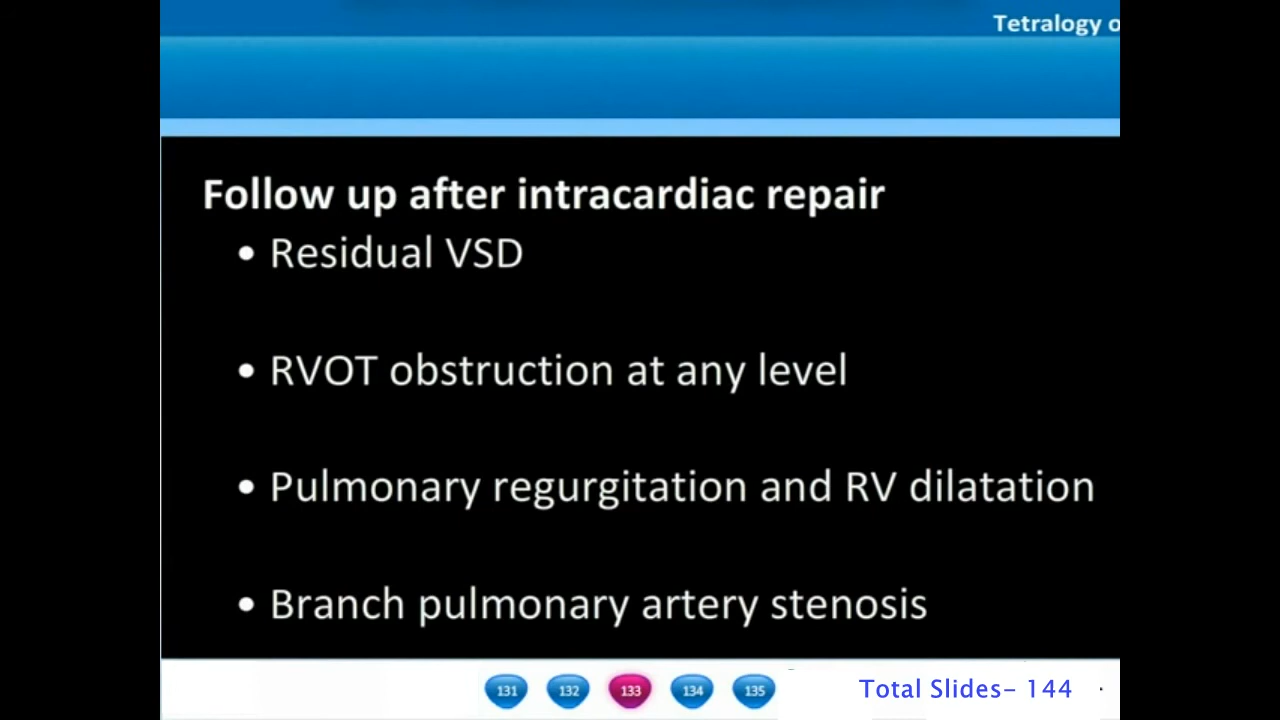 Tetralogy o
Follow up after intracardiac repair
• Residual VSD
• RVOT obstruction at any level
• Pulmonary regurgitation and RV dilatation
• Branch pulmonary artery stenosis
131 132 133 134 135 Total Slides- 144